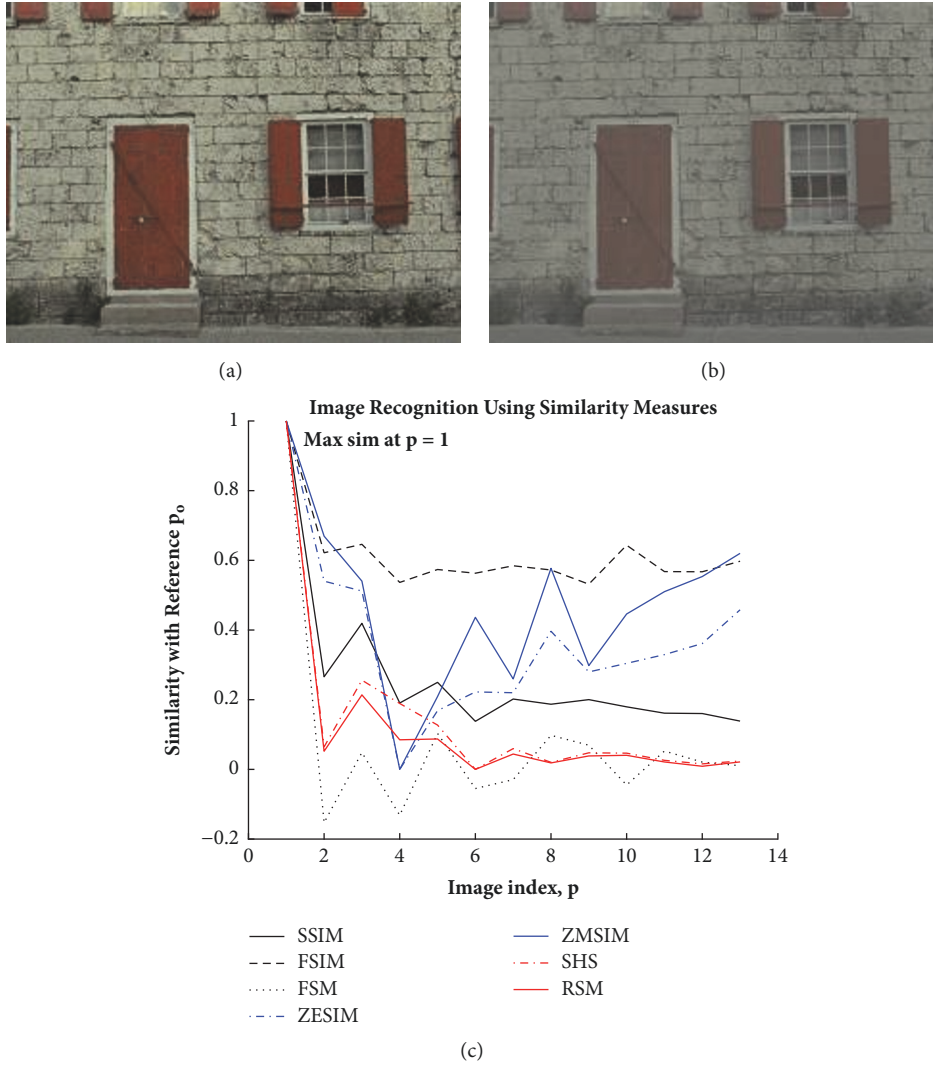 (a)
(b)
Image Recognition Using Similarity Measures
Max sim at p = 1
1
0.8
0.6
0.4
0.2
0
−0.2
Similarity with Reference p₀
0 2 4 6 8 10 12 14
Image index, p
SSIM
FSIM
FSM
ZESIM
ZMSIM
SHS
RSM
(c)